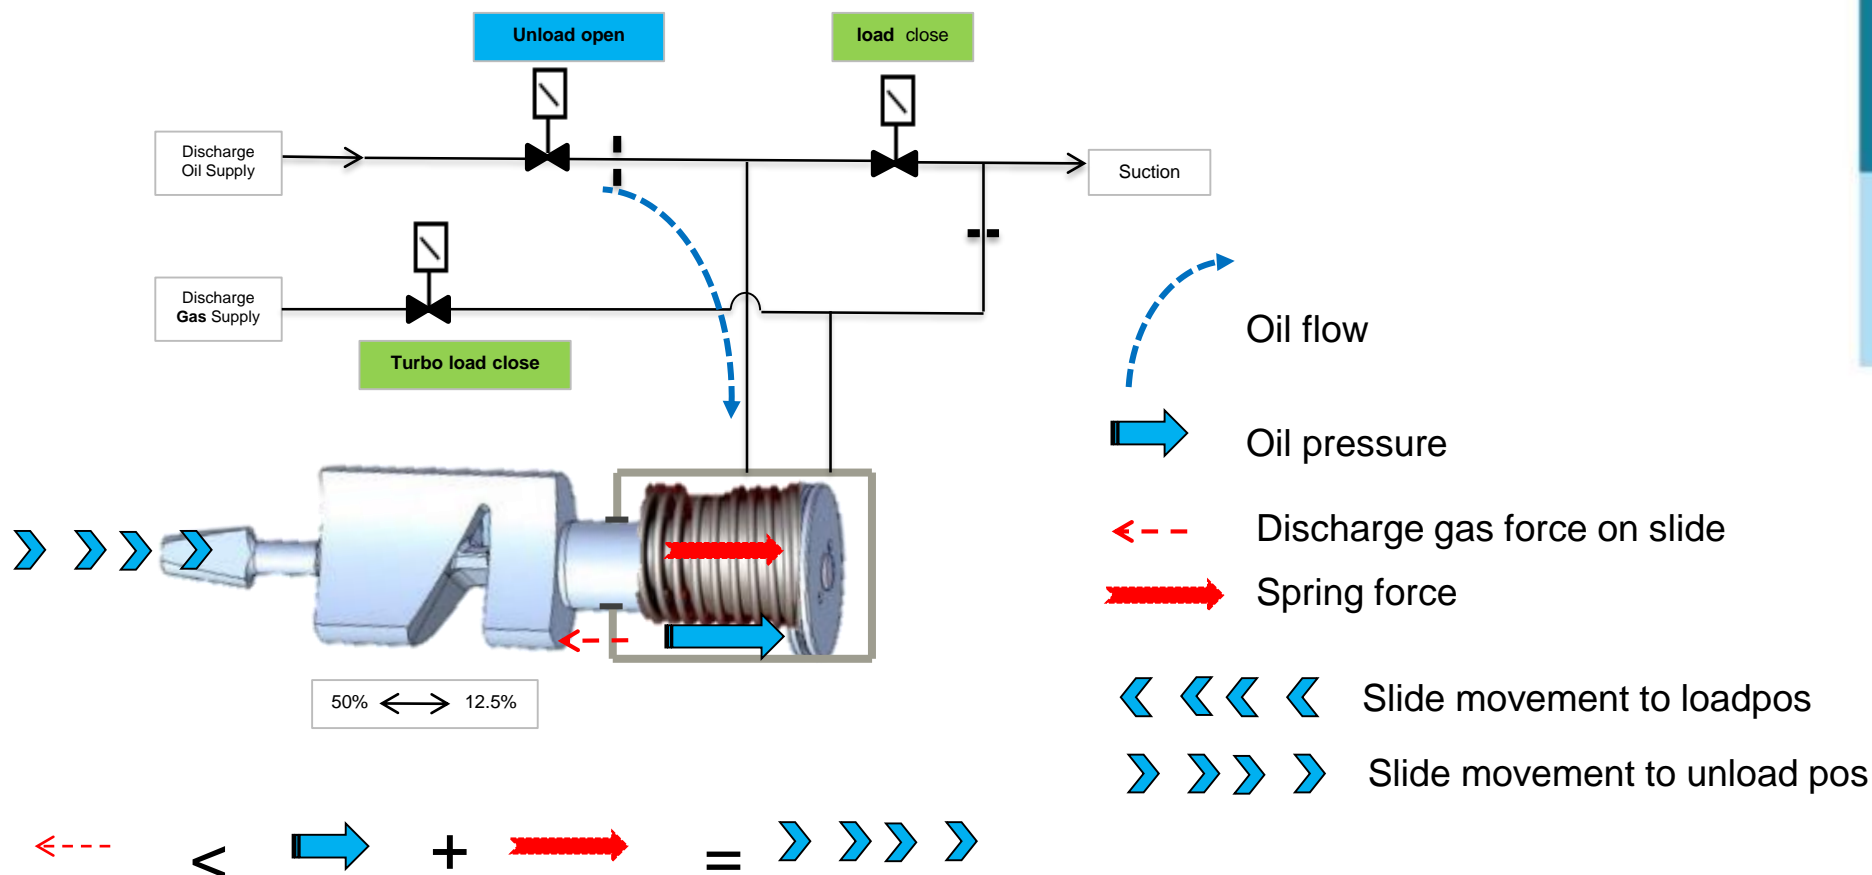 Unload open
load close
Discharge
Oil Supply
Suction
Discharge
Gas Supply
Turbo load close
Oil flow
Oil pressure
Discharge gas force on slide
Spring force
50% 12.5%
Slide movement to loadpos
Slide movement to unload pos
< + =